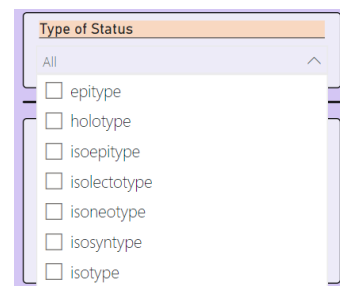 Type of Status
All
epitype
holotype
isoepitype
isolectotype
isoneotype
isosyntype
isotype